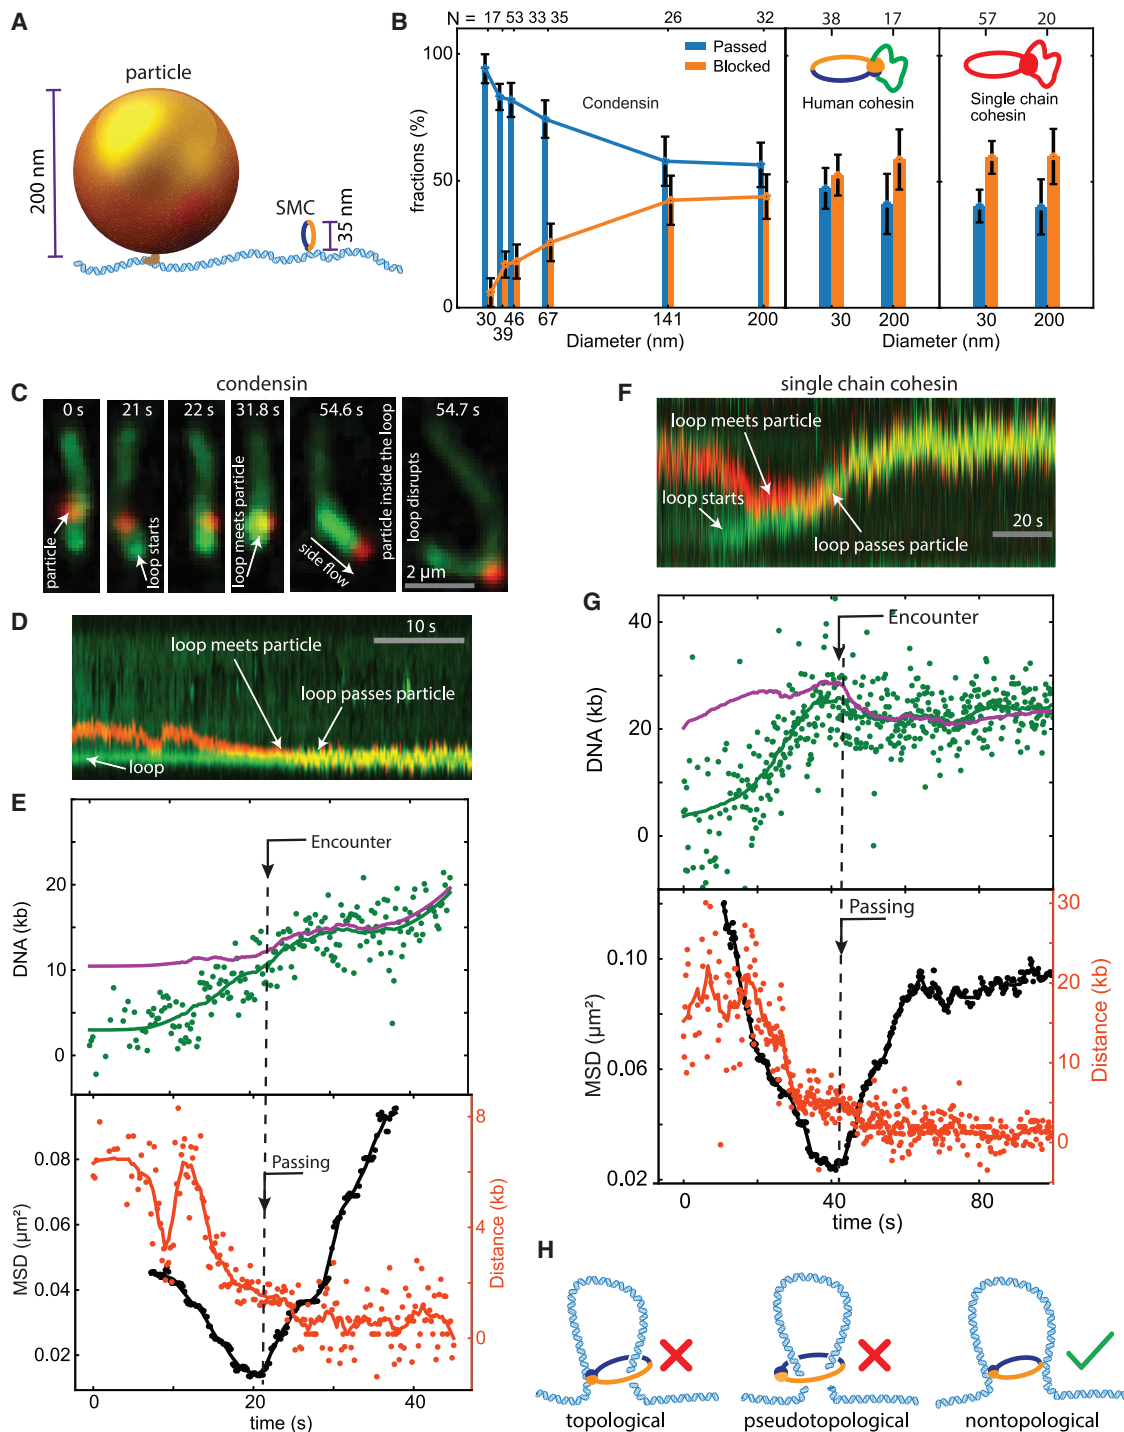 A
particle
200 nm
SMC
35 nm
B
N = 17 53 33 35 26 32 38 17 57 20
100
50
0
fractions (%)
Passed
Blocked
Condensin
Human cohesin
Single chain
cohesin
30 39 46 67 141 200
Diameter (nm)
30 200 30 200
Diameter (nm)
C
condensin
0 s
21 s
22 s
31.8 s
54.6 s
54.7 s
particle
loop starts
loop meets particle
side flow
particle inside the loop
loop disrupts
2 µm
D
10 s
loop meets particle
loop passes particle
loop
E
Encounter
20
10
0
DNA (kb)
Passing
0.08
0.06
0.04
0.02
MSD (µm²)
8
4
0
Distance (kb)
0 20 40
time (s)
F
single chain cohesin
loop meets particle
loop starts
loop passes particle
20 s
G
Encounter
40
20
0
DNA (kb)
Passing
0.10
0.06
0.02
MSD (µm²)
30
20
10
0
Distance (kb)
0 40 80
time (s)
H
topological
pseudotopological
nontopological